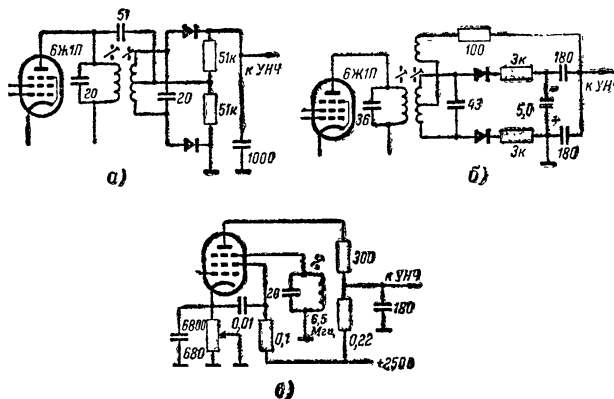 51
6Ж1П
20
20
51к
51к
к УНЧ
1000
а)
6Ж1П
36
43
100
3к
3к
180
к УНЧ
5,0
180
б)
300
к УНЧ
180
20
6,5
Мгц
6800
680
0,01
0,1
0,22
+250В
в)